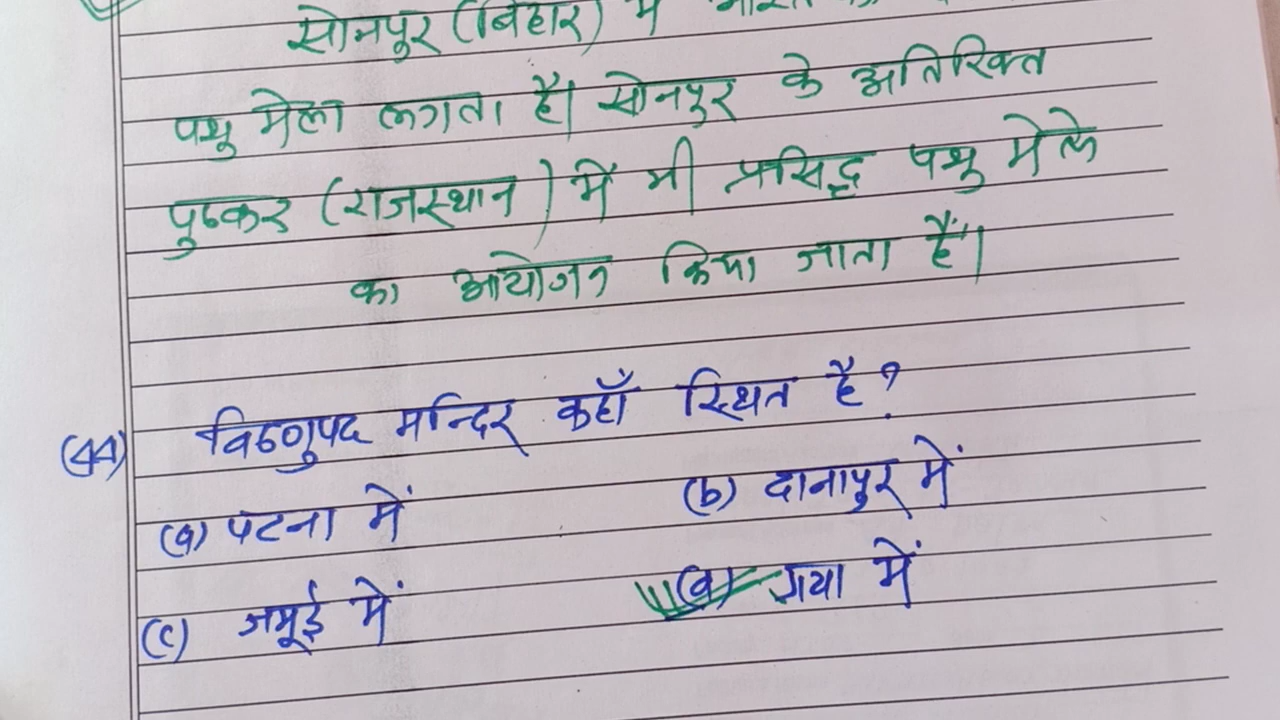 सोनपुर (बिहार) में
पशु मेला लगता है। सोनपुर के अतिरिक्त
पुष्कर (राजस्थान) में भी प्रसिद्ध पशु मेले
का आयोजन किया जाता है।
(44) विष्णुपद मन्दिर कहाँ स्थित है?
(a) पटना में (b) दानापुर में
(c) जमूई में (d) गया में